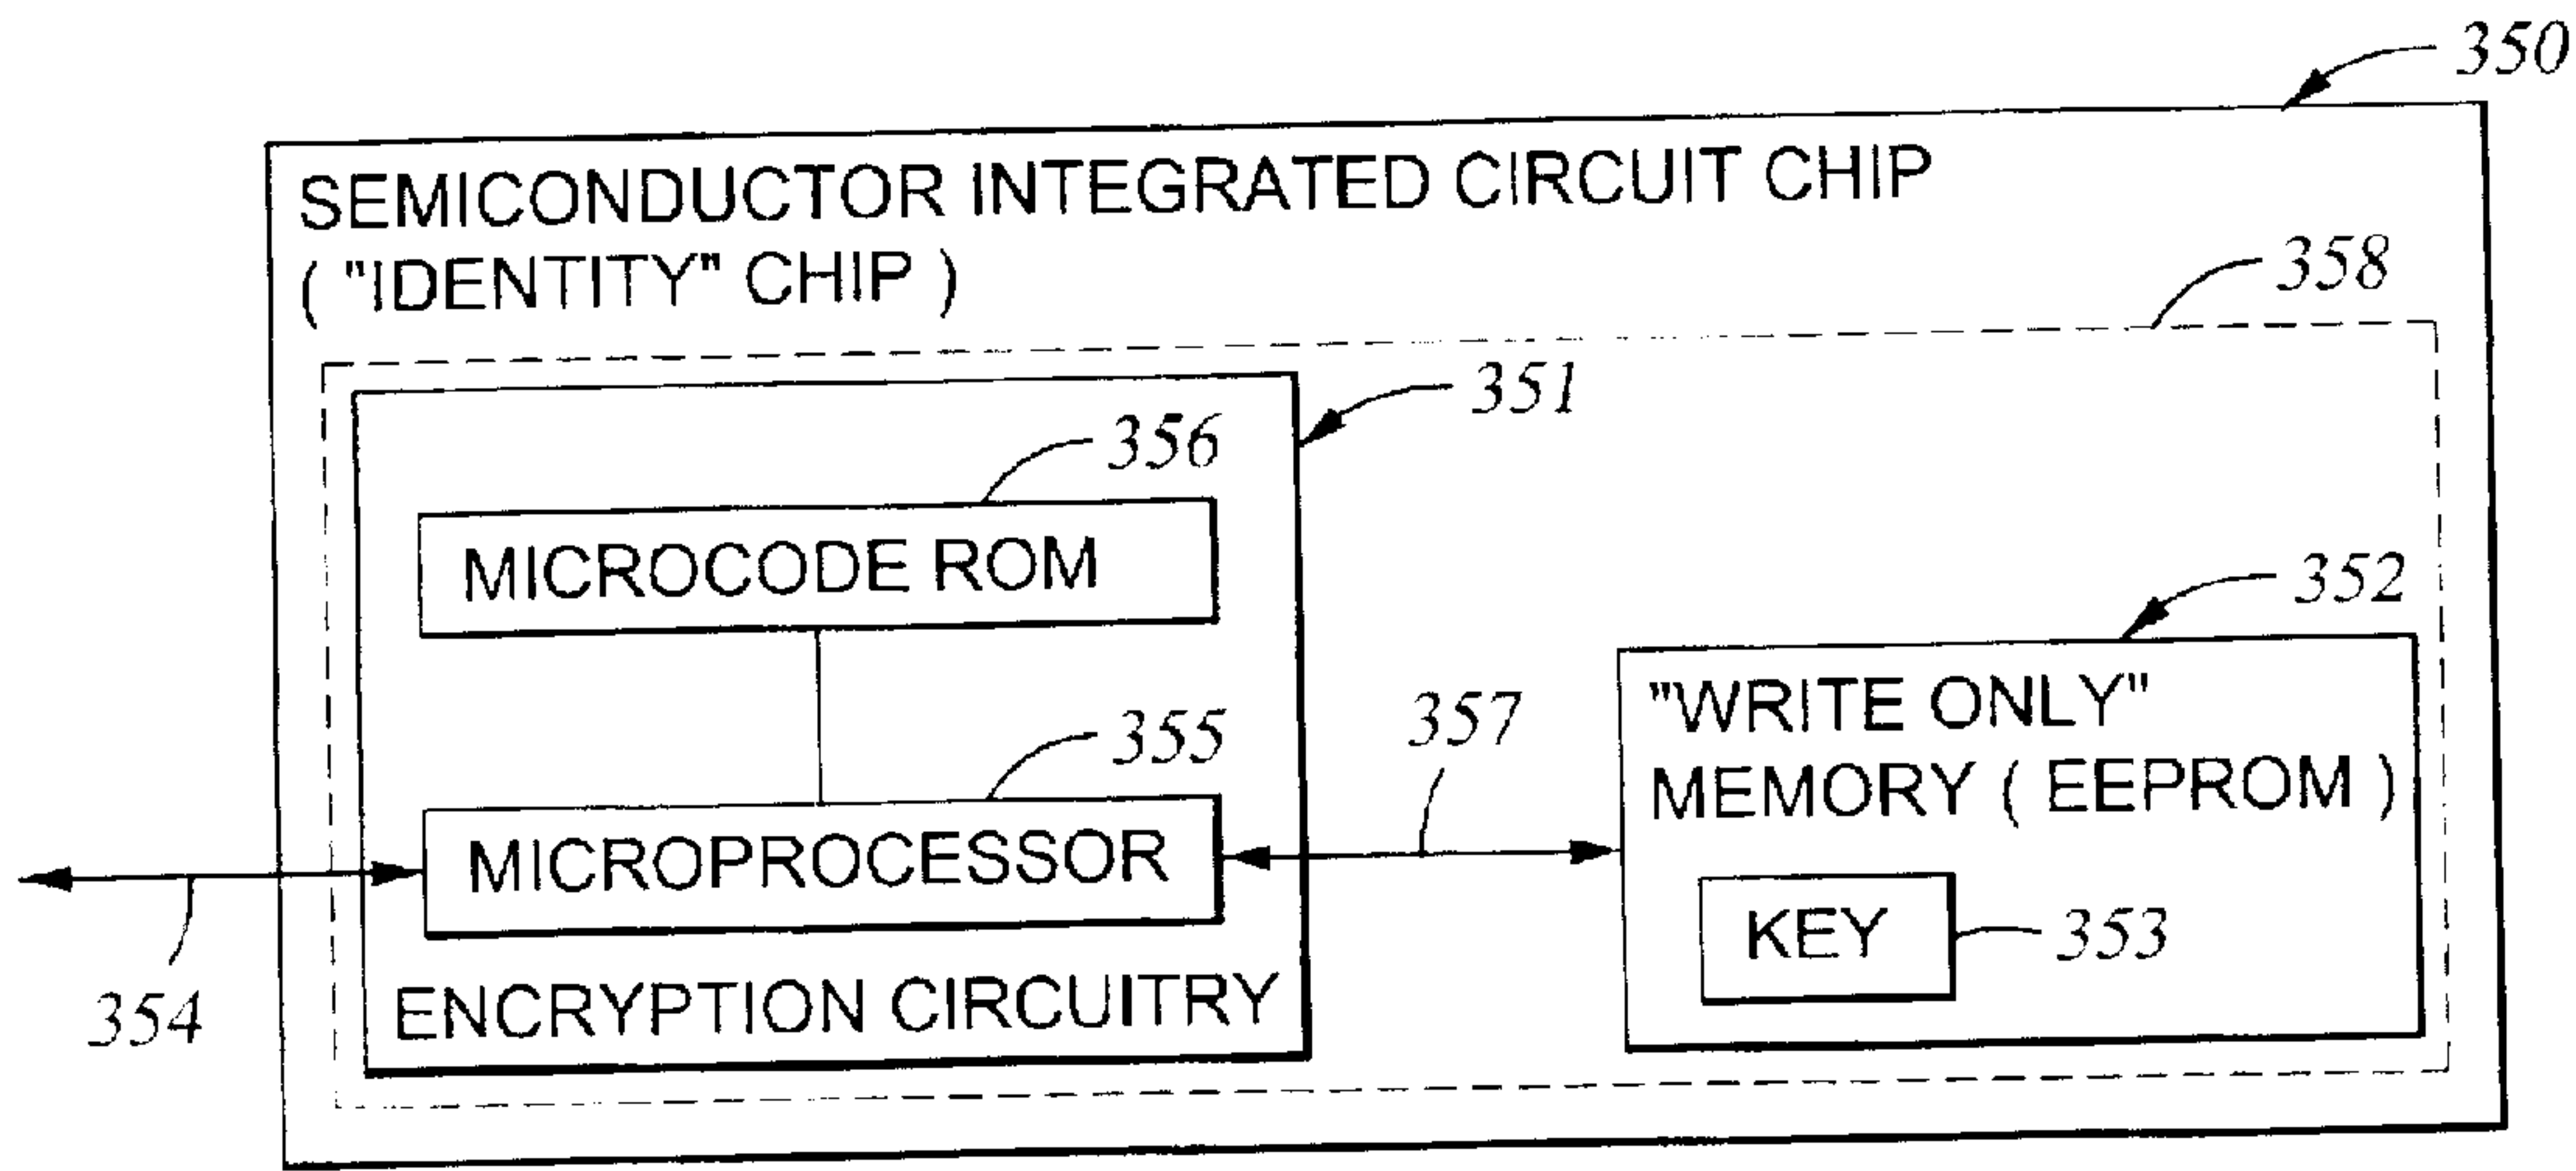 350
SEMICONDUCTOR INTEGRATED CIRCUIT CHIP
( "IDENTITY" CHIP )
358
351
356
MICROCODE ROM
352
"WRITE ONLY"
MEMORY ( EEPROM )
357
355
MICROPROCESSOR
KEY
353
354
ENCRYPTION CIRCUITRY